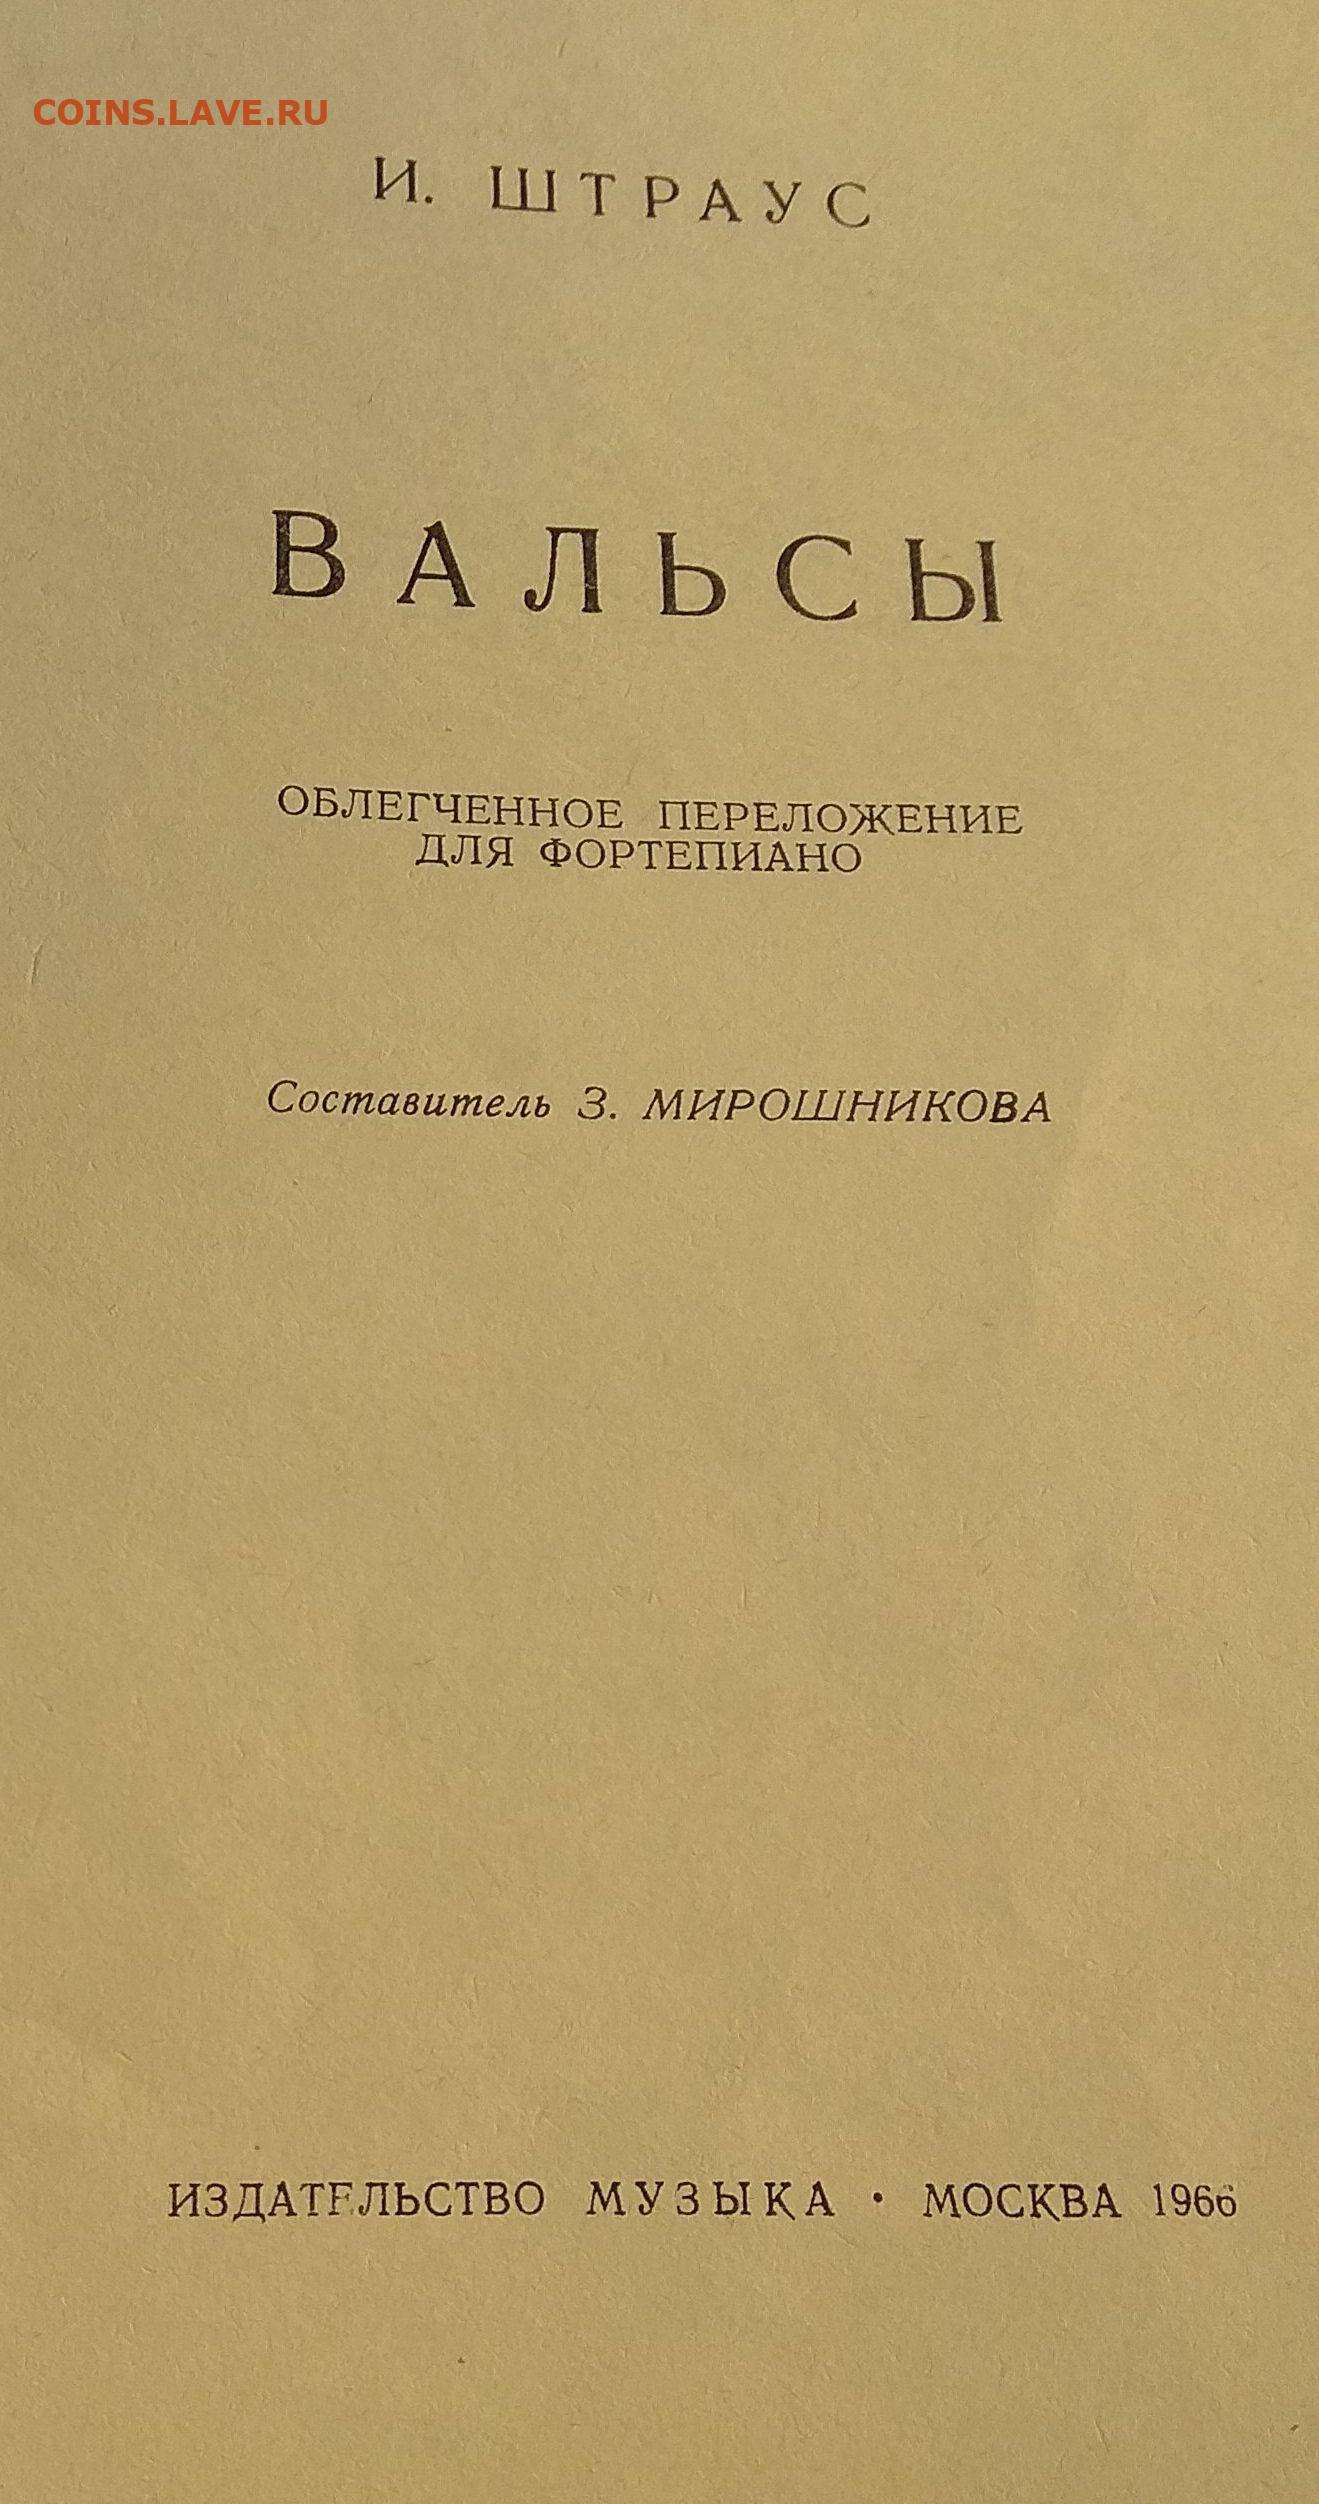 COINS.LAVE.RU
И. ШТРАУС
ВАЛЬСЫ
ОБЛЕГЧЕННОЕ ПЕРЕЛОЖЕНИЕ
ДЛЯ ФОРТЕПИАНО
Составитель З. МИРОШНИКОВА
ИЗДАТЕЛЬСТВО МУЗЫКА • МОСКВА 1966